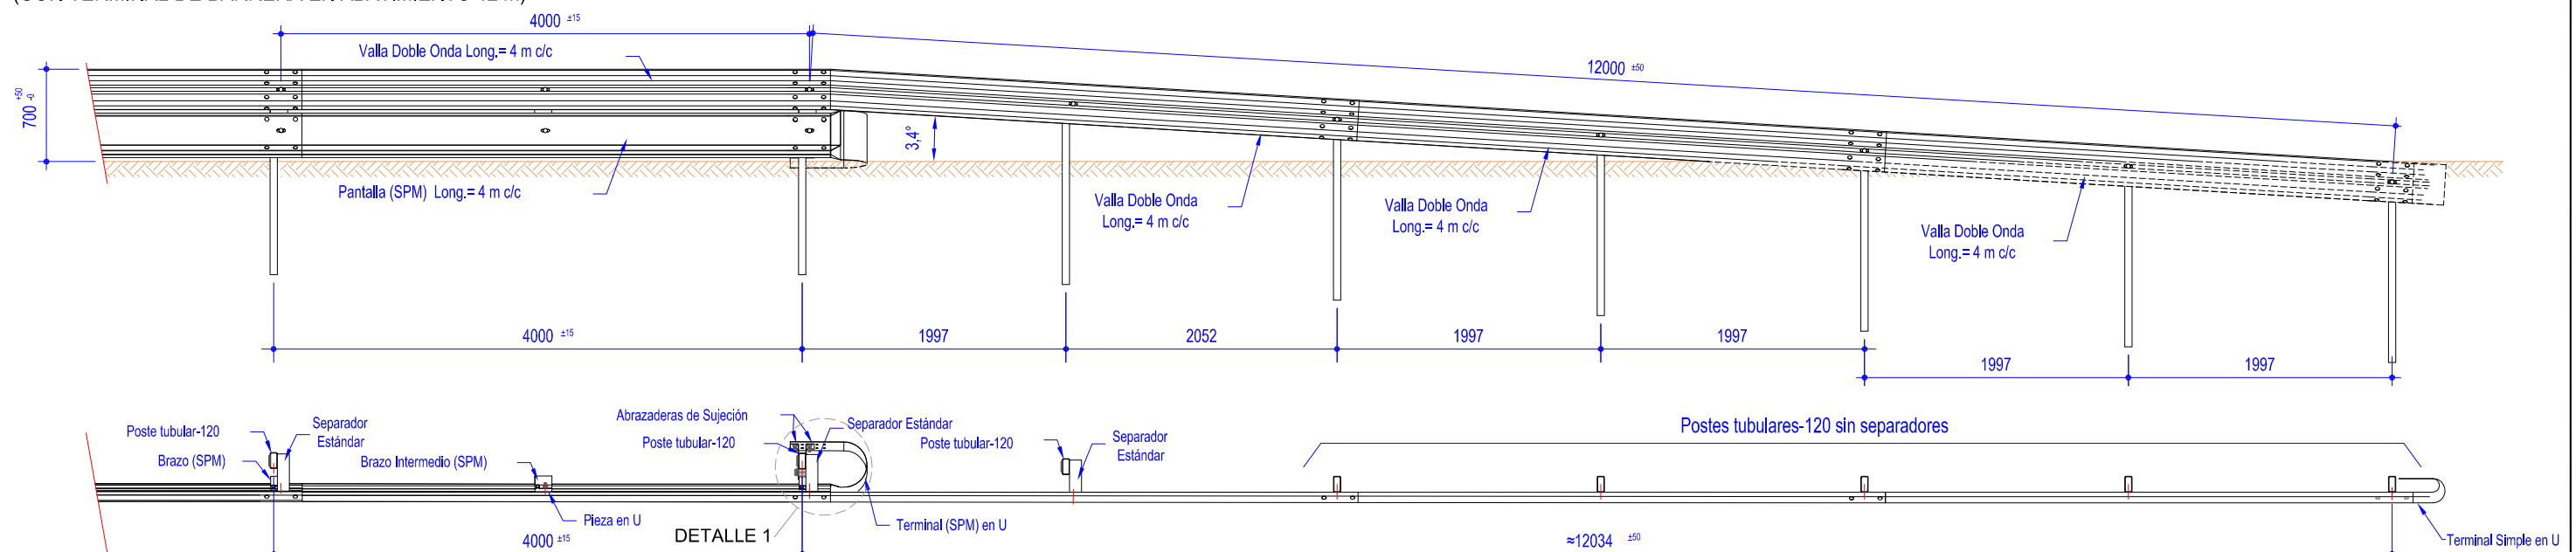 4000 ±15
Valla Doble Onda Long.= 4 m c/c
12000 ±50
700 +50 -0
3,4°
Pantalla (SPM) Long.= 4 m c/c
Valla Doble Onda
Long.= 4 m c/c
Valla Doble Onda
Long.= 4 m c/c
Valla Doble Onda
Long.= 4 m c/c
4000 ±15
1997
2052
1997
1997
1997
1997
Poste tubular-120
Separador
Estándar
Brazo (SPM)
Brazo Intermedio (SPM)
Abrazaderas de Sujeción
Poste tubular-120
Separador Estándar
Poste tubular-120
Separador
Estándar
Postes tubulares-120 sin separadores
Pieza en U
Terminal (SPM) en U
DETALLE 1
4000 ±15
≈12034 ±50
Terminal Simple en U